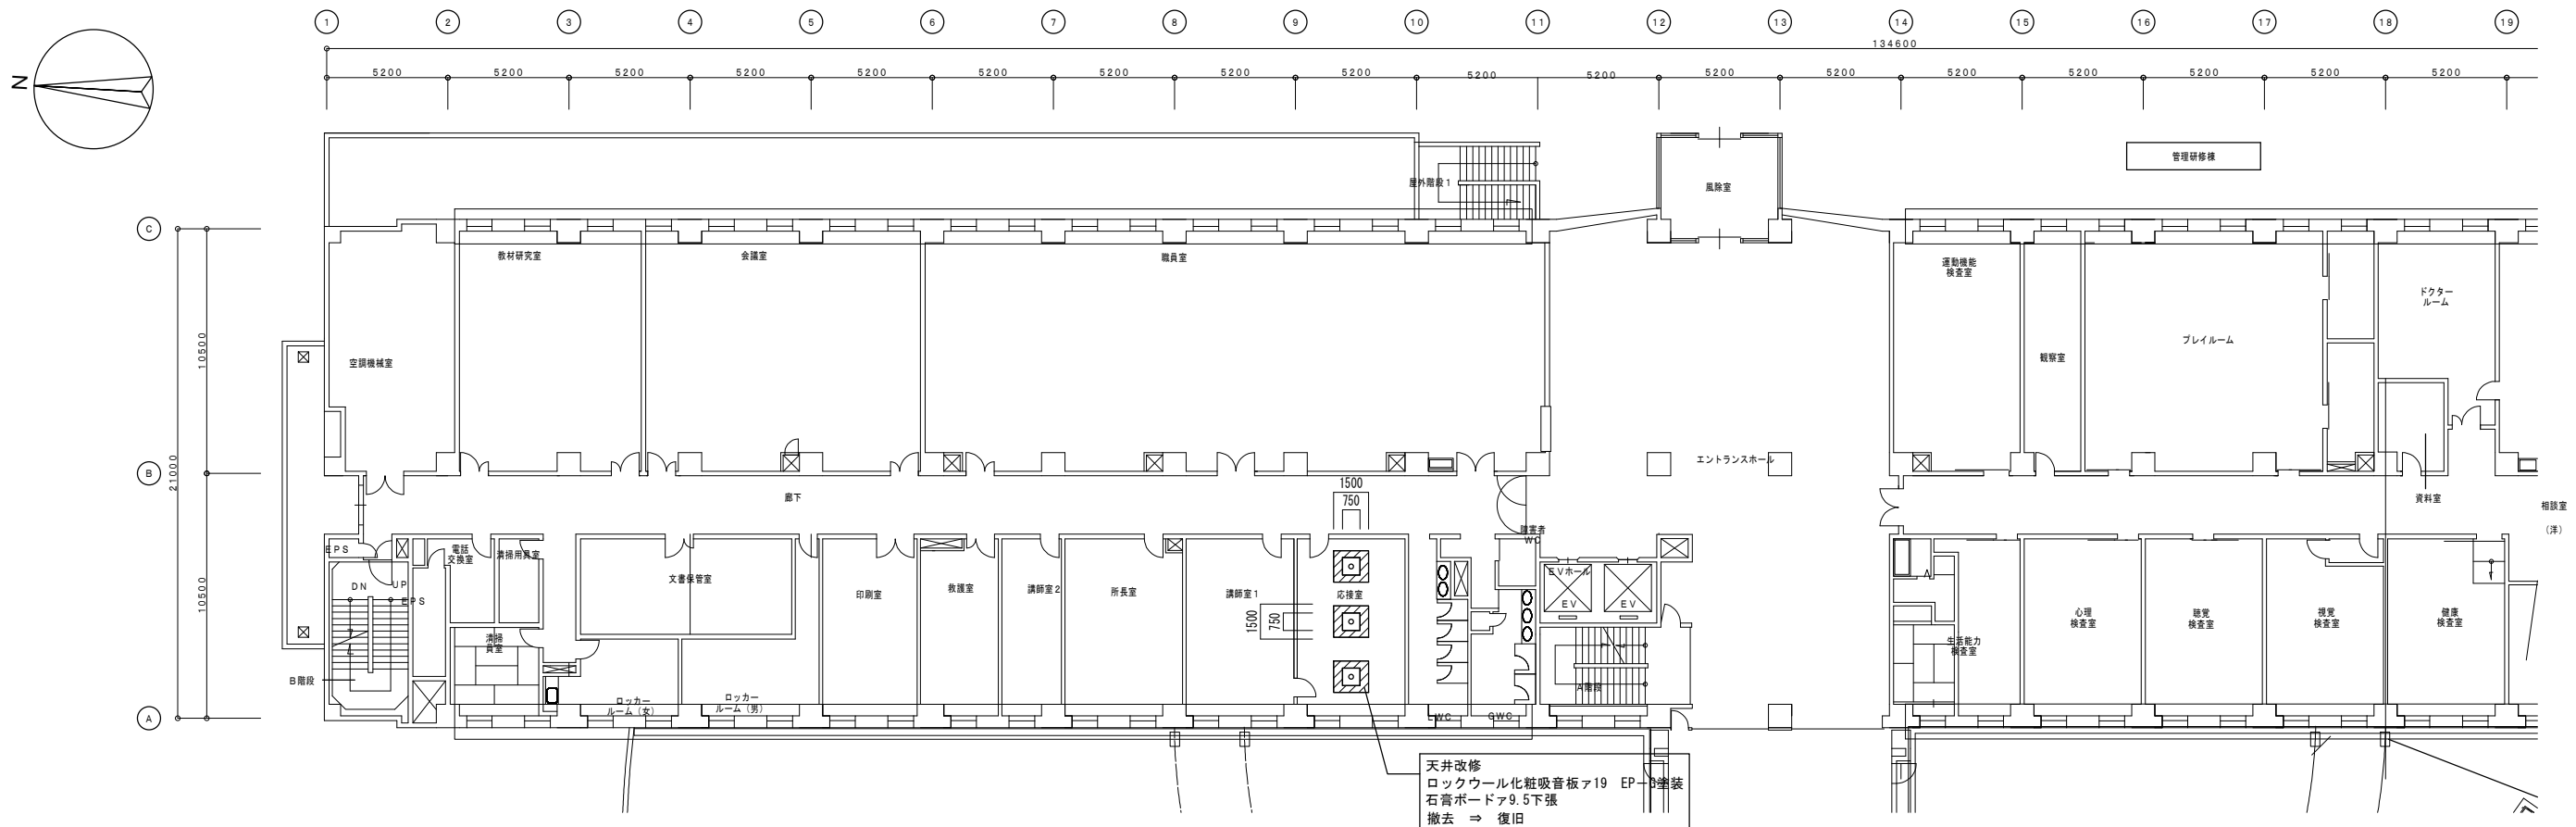 1 2 3 4 5 6 7 8 9 10 11 12 13 14 15 16 17 18 19
134600
5200 5200 5200 5200 5200 5200 5200 5200 5200 5200 5200 5200 5200 5200 5200 5200 5200 5200
N
管理研修棟
屋外階段1
風除室
C
教材研究室
会議室
職員室
運動機能
検査室
ドクター
ルーム
プレイルーム
観察室
空調機械室
10500
21000
B
エントランスホール
廊下
1500
750
資料室
相談室
(洋)
障害者
WC
EPS
電話
交換室
清掃用具室
文書保管室
DN
UP
EPS
印刷室
救護室
講師室2
所長室
講師室1
応接室
1500
750
EVホール
EV
EV
10500
心理
検査室
聴覚
検査室
視覚
検査室
健康
検査室
清掃
員室
生活能力
検査室
B階段
A階段
ロッカー
ルーム(女)
ロッカー
ルーム(男)
A
LWC
GWC
天井改修
ロックウール化粧吸音板ァ19 EP-G塗装
石膏ボードァ9.5下張
撤去 ⇒ 復旧